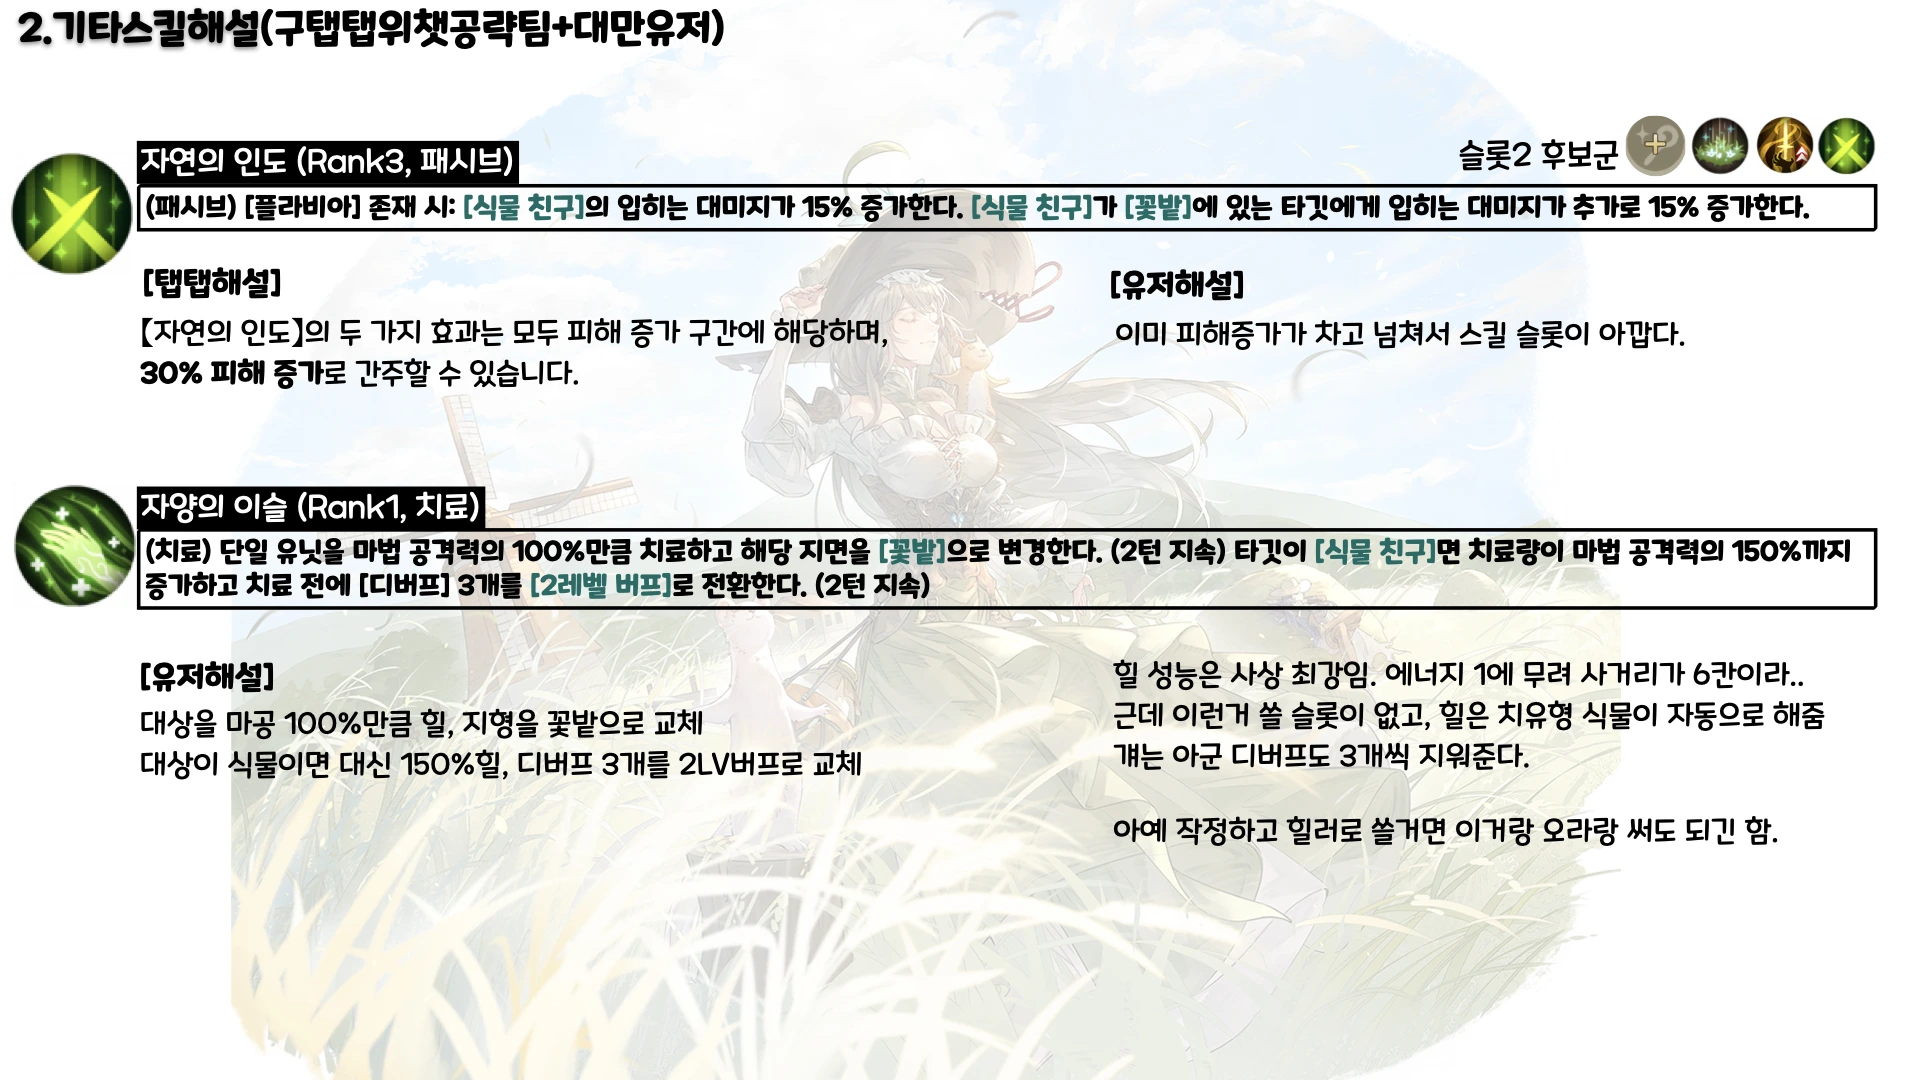 2.기타스킬해설(구탭탭위챗공략팀+대만유저)
슬롯2 후보군
자연의 인도 (Rank3, 패시브)
(패시브) [플라비아] 존재 시: [식물 친구]의 입히는 대미지가 15% 증가한다. [식물 친구]가 [꽃밭]에 있는 타깃에게 입히는 대미지가 추가로 15% 증가한다.
[탭탭해설]
【자연의 인도】의 두 가지 효과는 모두 피해 증가 구간에 해당하며,
30% 피해 증가로 간주할 수 있습니다.
[유저해설]
이미 피해증가가 차고 넘쳐서 스킬 슬롯이 아깝다.
자양의 이슬 (Rank1, 치료)
(치료) 단일 유닛을 마법 공격력의 100%만큼 치료하고 해당 지면을 [꽃밭]으로 변경한다. (2턴 지속) 타깃이 [식물 친구]면 치료량이 마법 공격력의 150%까지
증가하고 치료 전에 [디버프] 3개를 [2레벨 버프]로 전환한다. (2턴 지속)
[유저해설]
대상을 마공 100%만큼 힐, 지형을 꽃밭으로 교체
대상이 식물이면 대신 150%힐, 디버프 3개를 2LV버프로 교체
힐 성능은 사상 최강임. 에너지 1에 무려 사거리가 6칸이라..
근데 이런거 쓸 슬롯이 없고, 힐은 치유형 식물이 자동으로 해줌
걔는 아군 디버프도 3개씩 지워준다.
아예 작정하고 힐러로 쓸거면 이거랑 오라랑 써도 되긴 함.